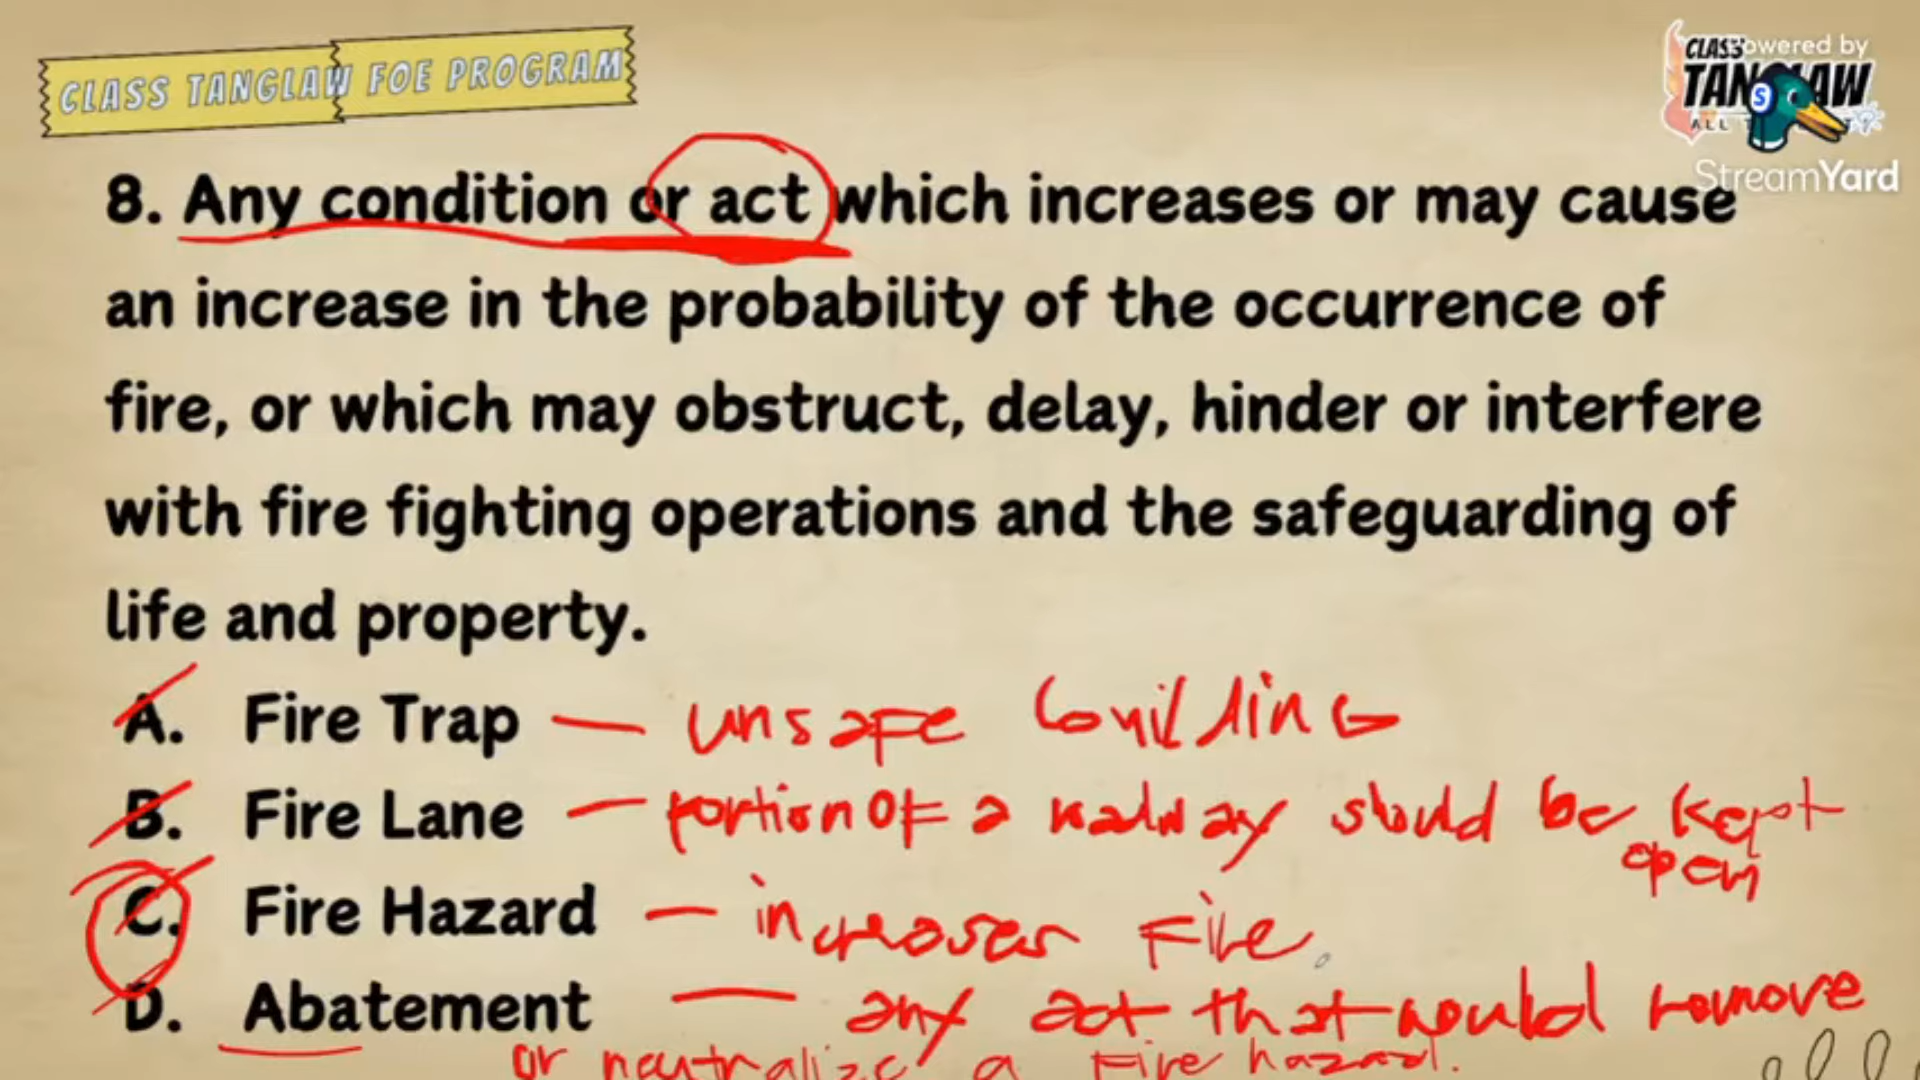 CLASS TANGLAW FOE PROGRAM
Powered by
CLASS
TANGLAW
StreamYard
8. Any condition or act which increases or may cause
an increase in the probability of the occurrence of
fire, or which may obstruct, delay, hinder or interfere
with fire fighting operations and the safeguarding of
life and property.
A. Fire Trap — unsafe building
B. Fire Lane — portion of a roadway should be kept
open
C. Fire Hazard — increases Fire
D. Abatement — any act that would remove
or neutralize a Fire hazard.